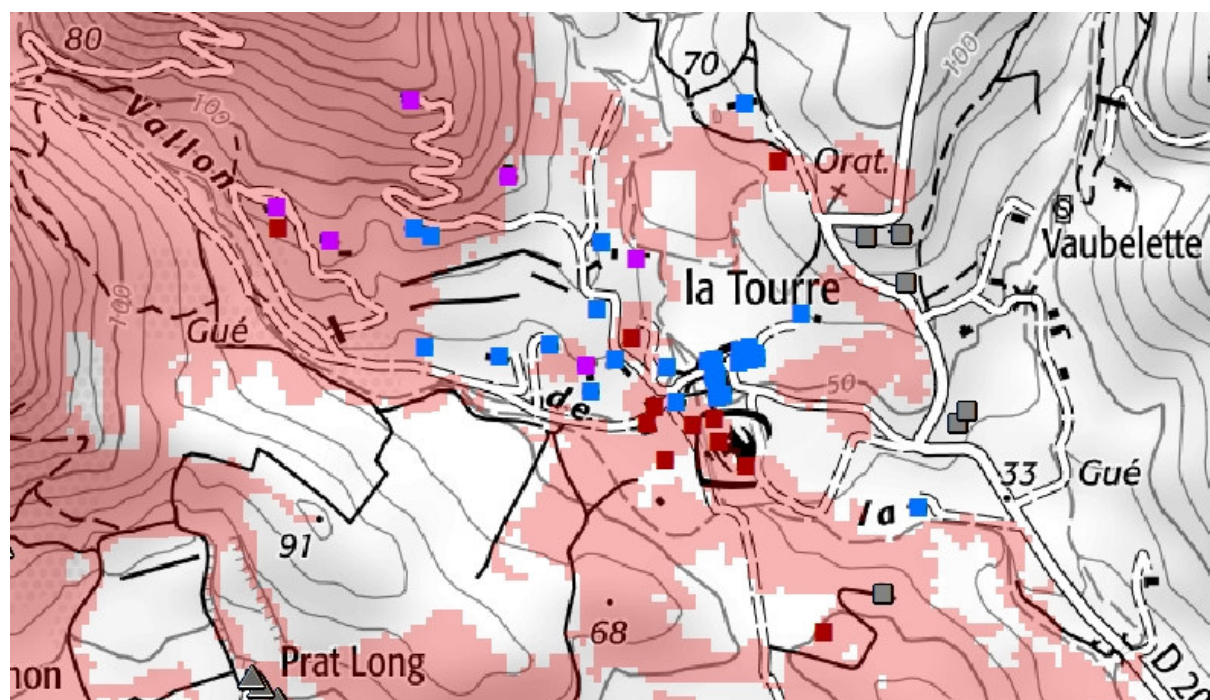 80
70
100
100
Vallon
Orat.
S
Vaubelette
la Tourre
100
Gué
50
de
33
Gué
la
91
68
Prat Long
non
D 20